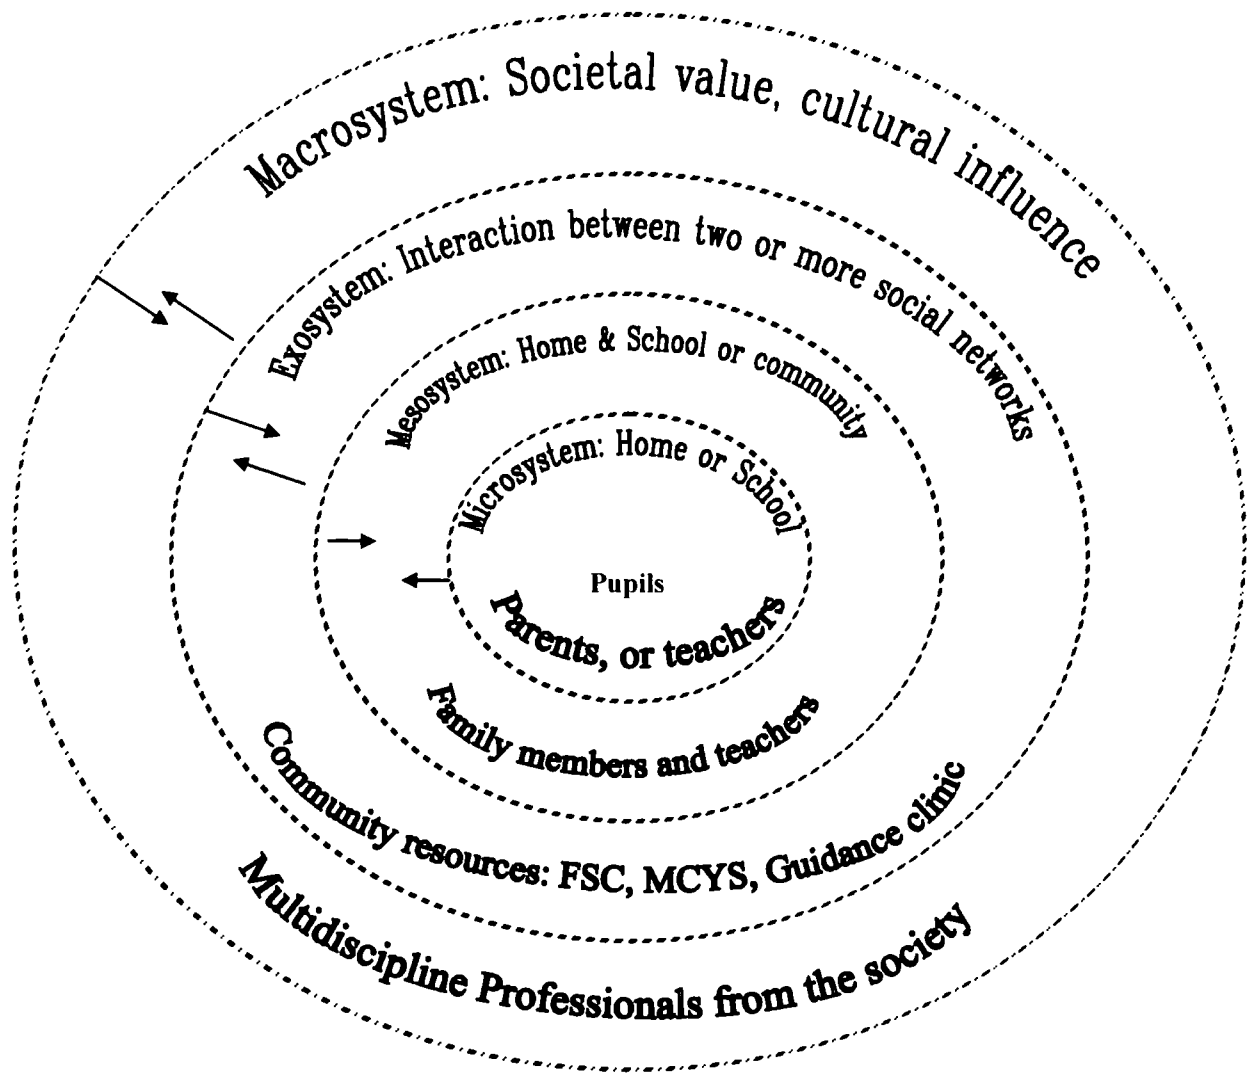 Macrosystem: Societal value, cultural influence
Exosystem: Interaction between two or more social networks
Mesosystem: Home & School or community
Microsystem: Home or School
Pupils
Parents, or teachers
Family members and teachers
Community resources: FSC, MCYS, Guidance clinic
Multidiscipline Professionals from the society